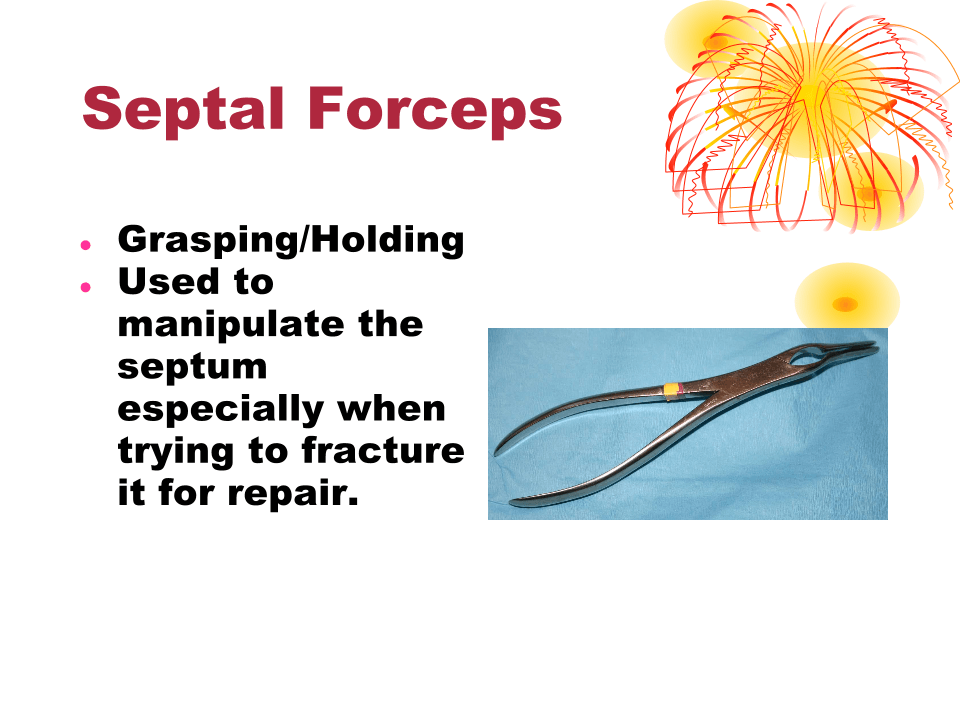 Septal Forceps
Grasping/Holding
Used to
manipulate the
septum
especially when
trying to fracture
it for repair.